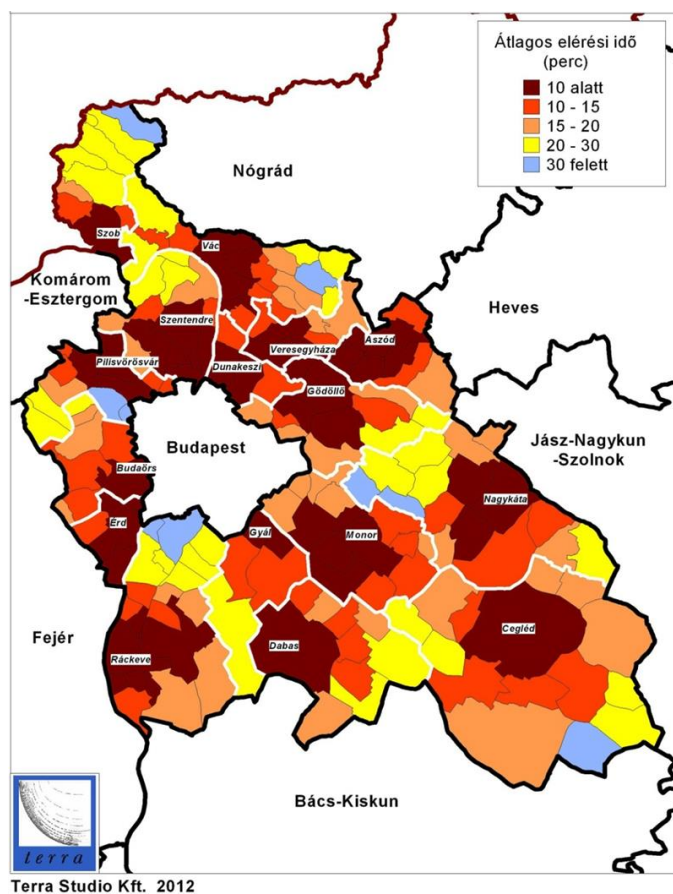 Átlagos elérési idő
(perc)
10 alatt
10 - 15
15 - 20
20 - 30
30 felett
Nógrád
Szob
Vác
Komárom
-Esztergom
Heves
Szentendre
Aszód
Veresegyháza
Pilisvörösvár
Dunakeszi
Gödöllő
Budapest
Jász-Nagykun
-Szolnok
Budaörs
Nagykáta
Érd
Gyál
Monor
Cegléd
Fejér
Dabas
Ráckeve
Bács-Kiskun
terra
Terra Studio Kft. 2012